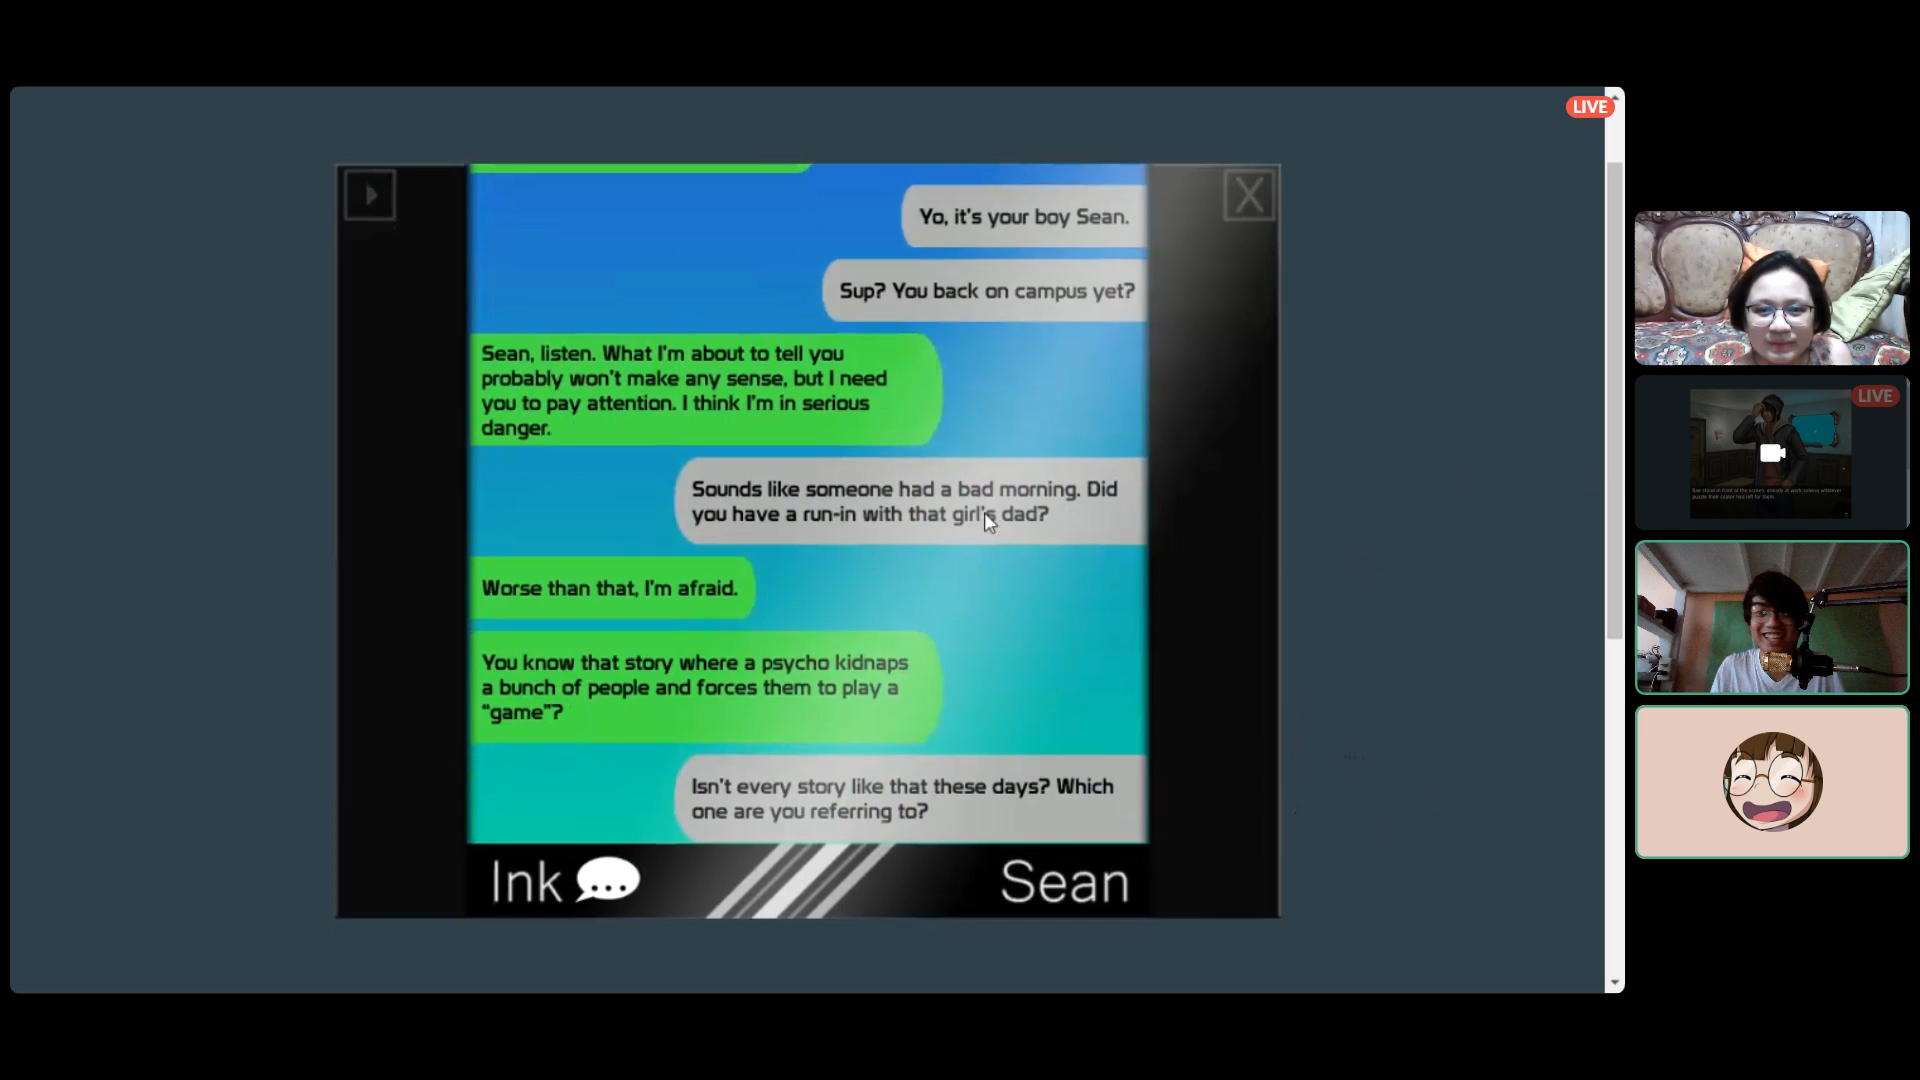 LIVE
X
Yo, it's your boy Sean.
Sup? You back on campus yet?
Sean, listen. What I'm about to tell you
probably won't make any sense, but I need
you to pay attention. I think I'm in serious
danger.
Sounds like someone had a bad morning. Did
you have a run-in with that girl's dad?
Worse than that, I'm afraid.
You know that story where a psycho kidnaps
a bunch of people and forces them to play a
“game”?
Isn't every story like that these days? Which
one are you referring to?
Ink
Sean
LIVE